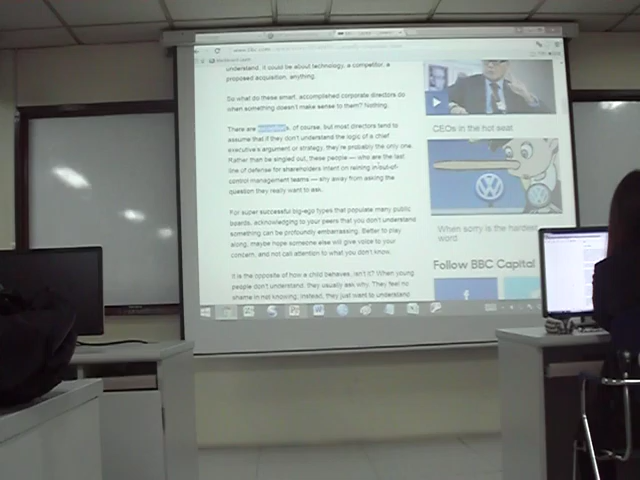 understand, it could be about technology, a competitor, a
proposed acquisition, anything.
So what do these smart, accomplished corporate directors do
when something doesn't make sense to them? Nothing.
There are exceptions, of course, but most directors tend to
assume that if they don't understand the logic of a chief
executive's argument or strategy, they're probably the only one.
Rather than be singled out, these people — who are the last
line of defense for shareholders intent on reining in out-of-
control management teams — shy away from asking the
question they really want to ask.
For super successful big-ego types that populate many public
boards, acknowledging to your peers that you don't understand
something can be profoundly embarrassing. Better to play
along, maybe hope someone else will give voice to your
concern, and not call attention to what you don't know.
It is the opposite of how a child behaves, isn't it? When young
people don't understand, they usually ask why. They feel no
shame in not knowing; instead, they just want to understand
CEOs in the hot seat
When sorry is the hardest
word
Follow BBC Capital